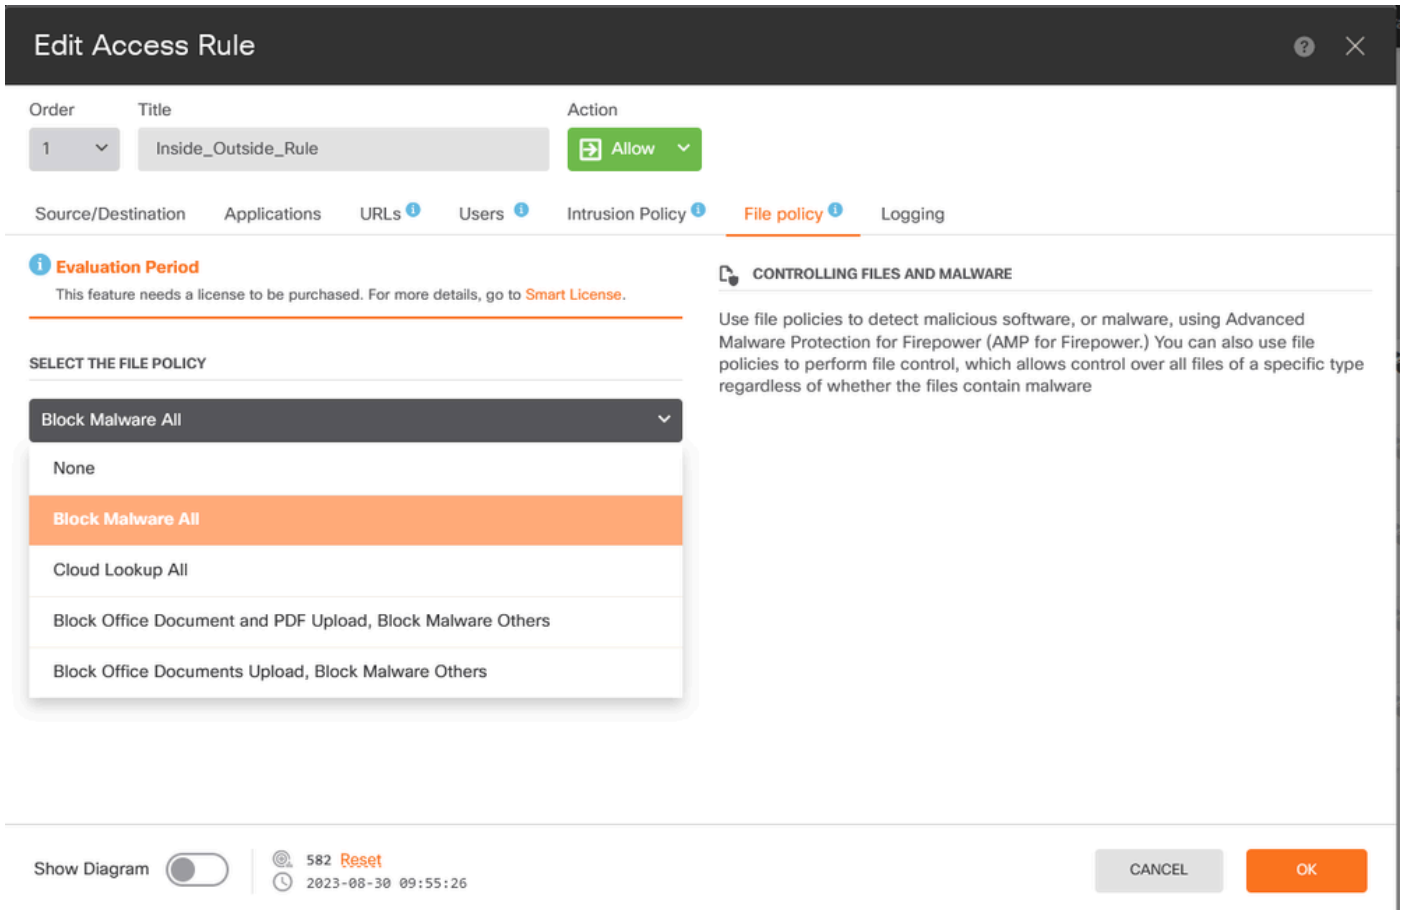 Edit Access Rule
Order Title Action
1 Inside_Outside_Rule Allow
Source/Destination Applications URLs Users Intrusion Policy File policy Logging
Evaluation Period
This feature needs a license to be purchased. For more details, go to Smart License.
SELECT THE FILE POLICY
Block Malware All
None
Block Malware All
Cloud Lookup All
Block Office Document and PDF Upload, Block Malware Others
Block Office Documents Upload, Block Malware Others
CONTROLLING FILES AND MALWARE
Use file policies to detect malicious software, or malware, using Advanced
Malware Protection for Firepower (AMP for Firepower.) You can also use file
policies to perform file control, which allows control over all files of a specific type
regardless of whether the files contain malware
Show Diagram
582 Reset
2023-08-30 09:55:26
CANCEL OK